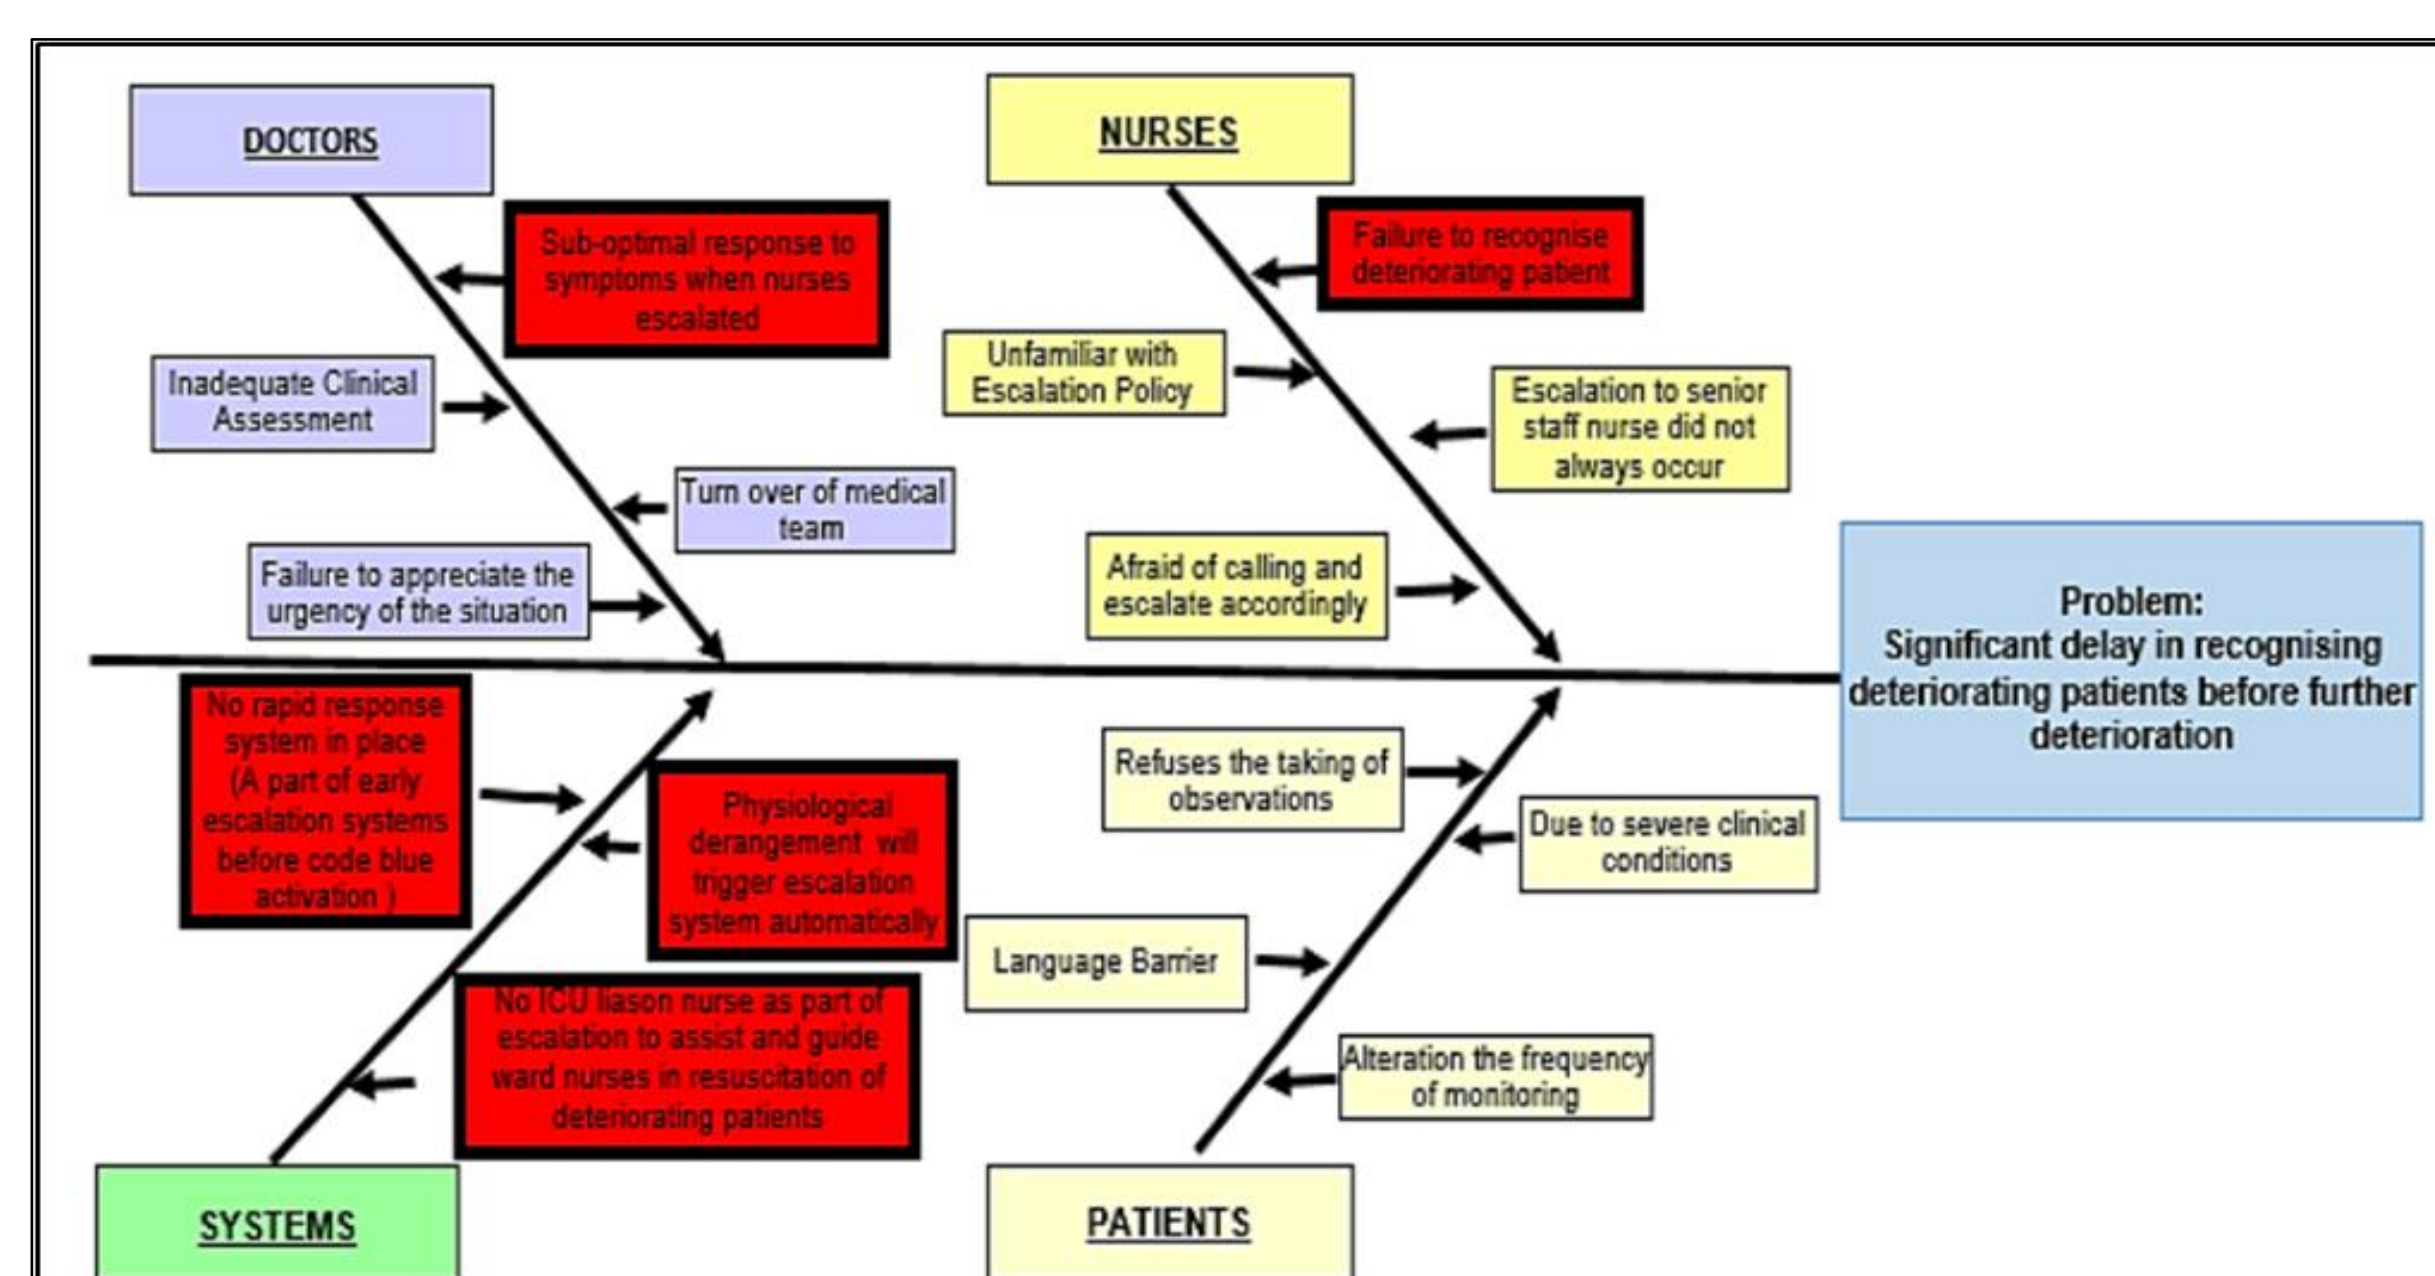 DOCTORS
Sub-optimal response to
symptoms when nurses
escalated
Inadequate Clinical
Assessment
Turn over of medical
team
Failure to appreciate the
urgency of the situation
NURSES
Failure to recognise
deteriorating patient
Unfamiliar with
Escalation Policy
Escalation to senior
staff nurse did not
always occur
Afraid of calling and
escalate accordingly
Problem:
Significant delay in recognising
deteriorating patients before further
deterioration
No rapid response
system in place
(A part of early
escalation systems
before code blue
activation )
Physiological
derangement will
trigger escalation
system automatically
No ICU liason nurse as part of
escalation to assist and guide
ward nurses in resuscitation of
deteriorating patients
SYSTEMS
Refuses the taking of
observations
Due to severe clinical
conditions
Language Barrier
Alteration the frequency
of monitoring
PATIENTS